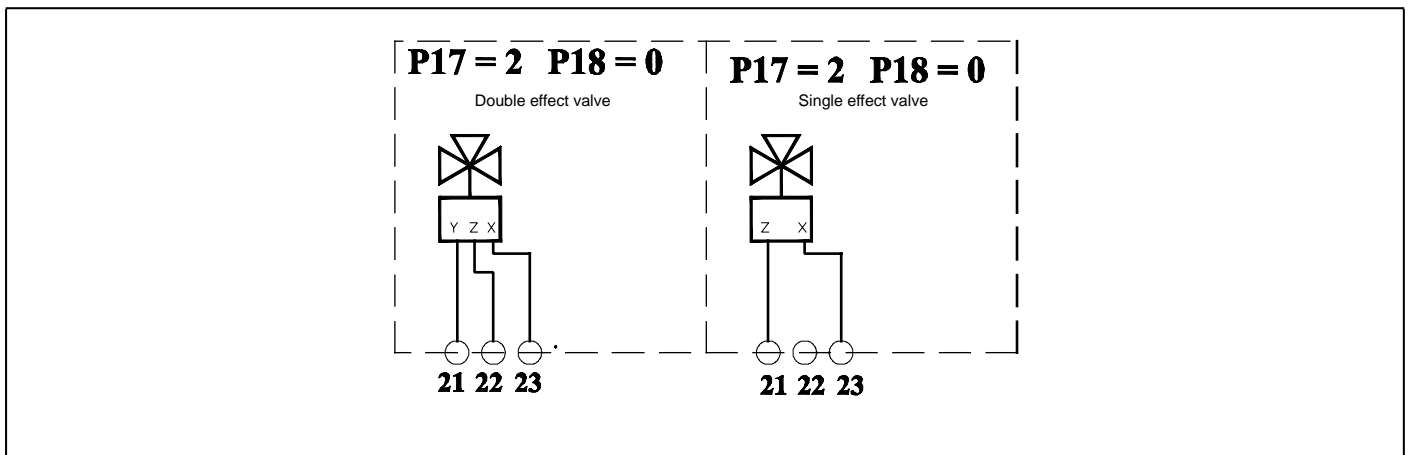 P17 = 2 P18 = 0
Double effect valve
Y Z X
21 22 23
P17 = 2 P18 = 0
Single effect valve
Z X
21 22 23